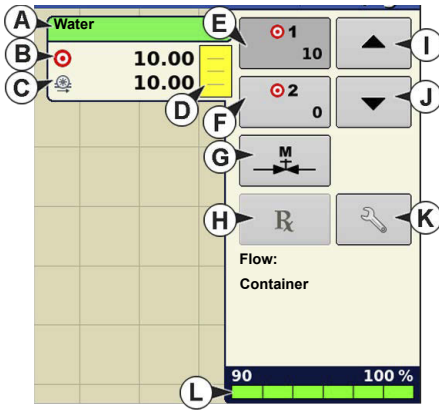 A Water
B 10.00
C 10.00
D
E 1
10
F 2
0
G M
H Rx
I
J
K
Flow:
Container
90 100 %
L